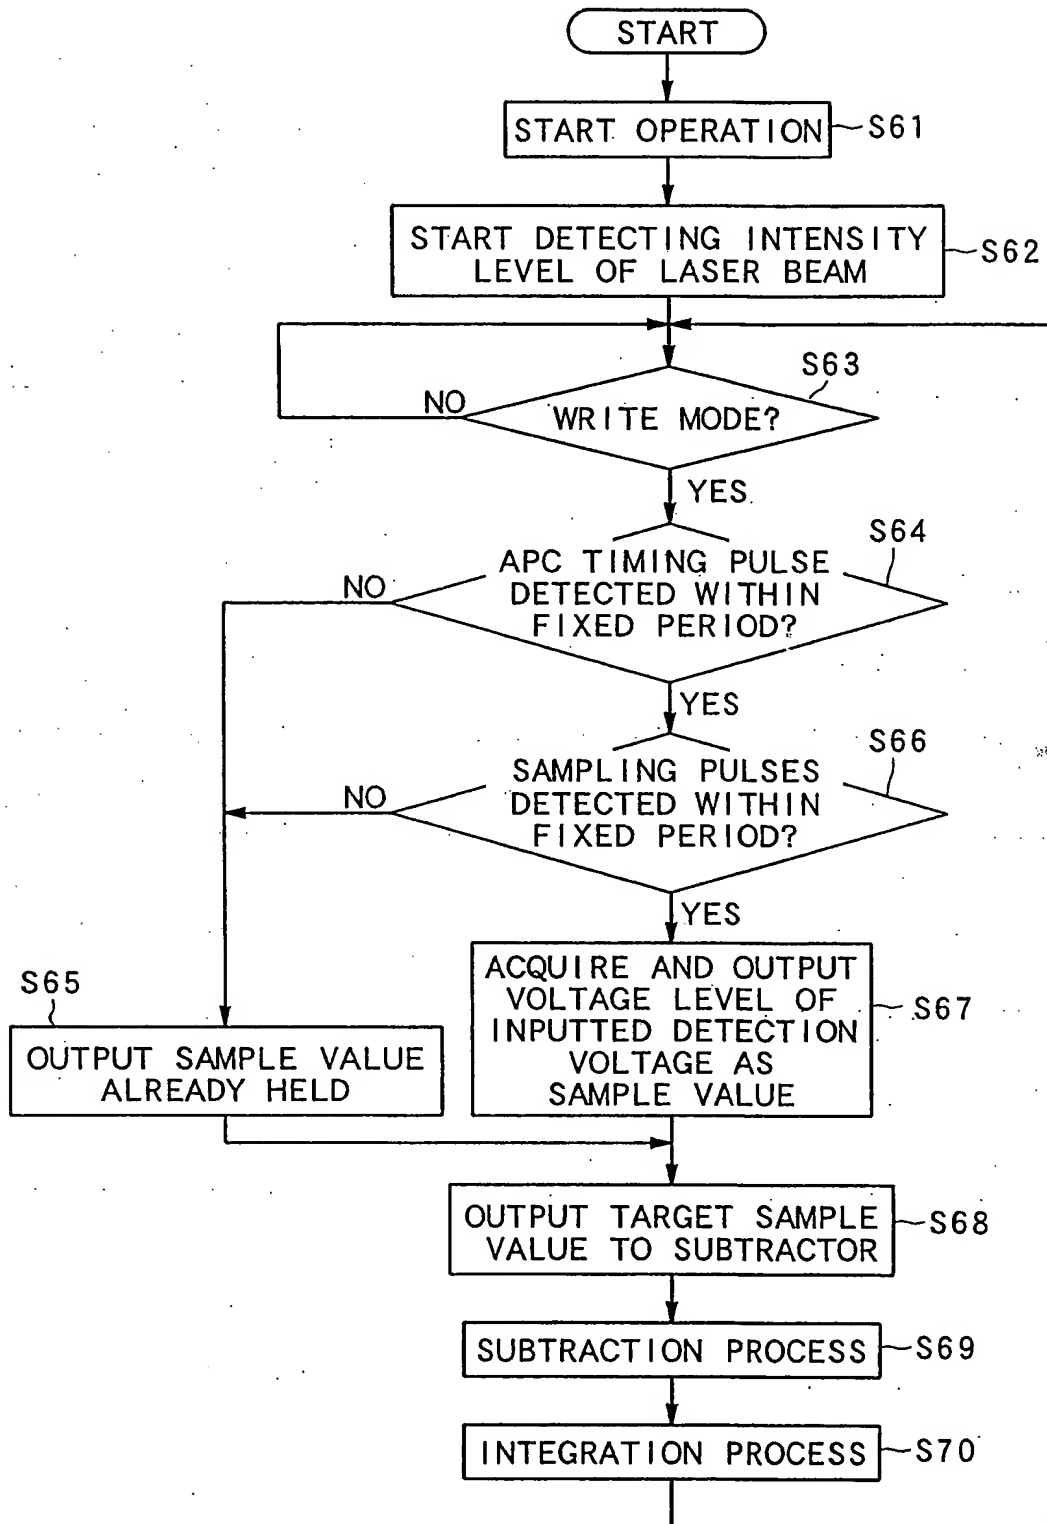 START
START OPERATION
S61
START DETECTING INTENSITY
LEVEL OF LASER BEAM
S62
S63
NO
WRITE MODE?
YES
S64
NO
APC TIMING PULSE
DETECTED WITHIN
FIXED PERIOD?
YES
S66
NO
SAMPLING PULSES
DETECTED WITHIN
FIXED PERIOD?
YES
S65
OUTPUT SAMPLE VALUE
ALREADY HELD
ACQUIRE AND OUTPUT
VOLTAGE LEVEL OF
INPUTTED DETECTION
VOLTAGE AS
SAMPLE VALUE
S67
OUTPUT TARGET SAMPLE
VALUE TO SUBTRACTOR
S68
SUBTRACTION PROCESS
S69
INTEGRATION PROCESS
S70